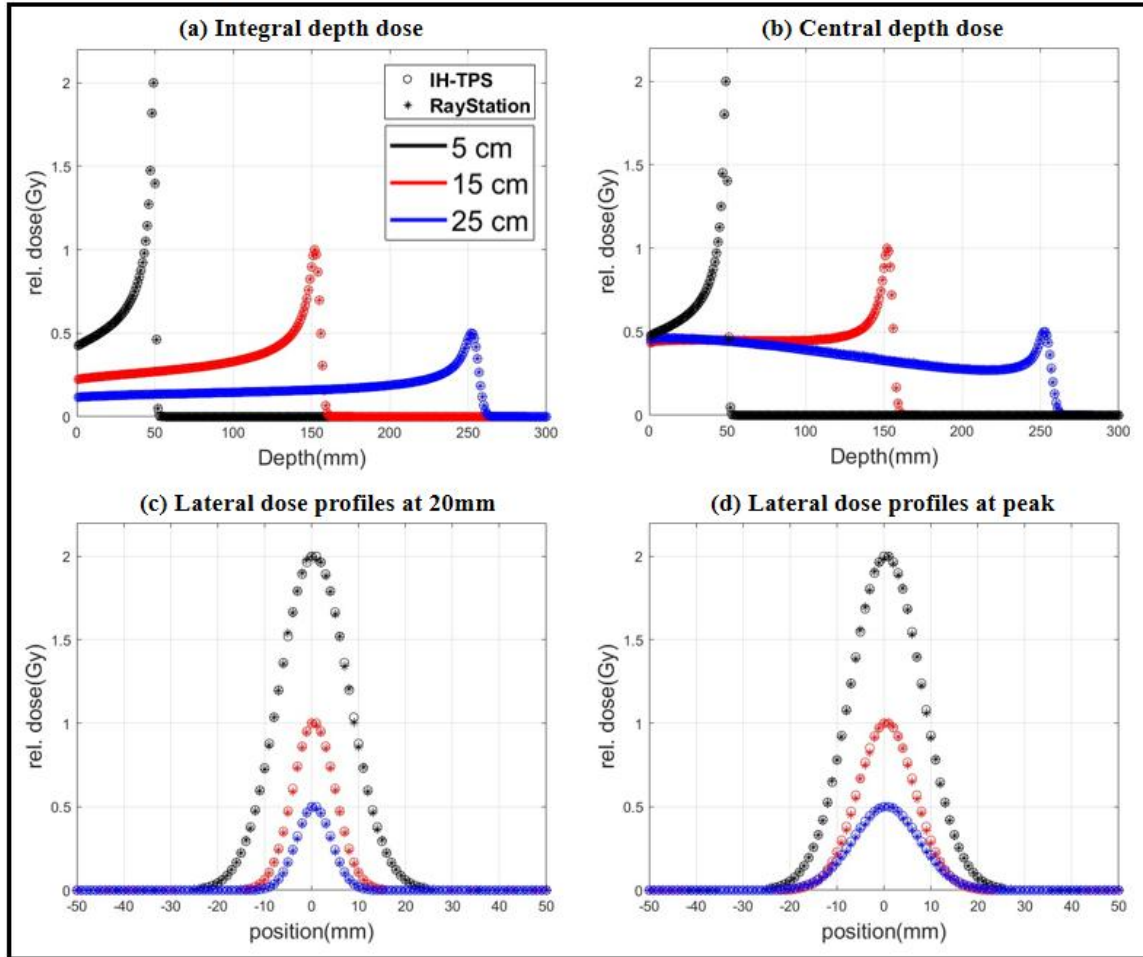 (a) Integral depth dose
rel. dose(Gy)
2
1.5
1
0.5
0
0 50 100 150 200 250 300
Depth(mm)
IH-TPS
RayStation
5 cm
15 cm
25 cm
(b) Central depth dose
rel. dose(Gy)
2
1.5
1
0.5
0
0 50 100 150 200 250 300
Depth(mm)
(c) Lateral dose profiles at 20mm
rel. dose(Gy)
2
1.5
1
0.5
0
-50 -40 -30 -20 -10 0 10 20 30 40 50
position(mm)
(d) Lateral dose profiles at peak
rel. dose(Gy)
2
1.5
1
0.5
0
-50 -40 -30 -20 -10 0 10 20 30 40 50
position(mm)